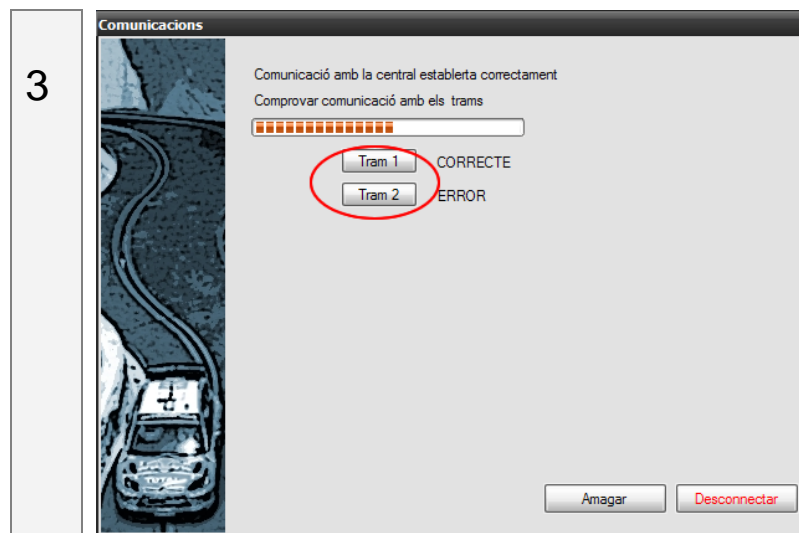 3
Comunicacions
Comunicació amb la central establerta correctament
Comprovar comunicació amb els trams
Tram 1 CORRECTE
Tram 2 ERROR
TOTAL
Amagar Desconnectar